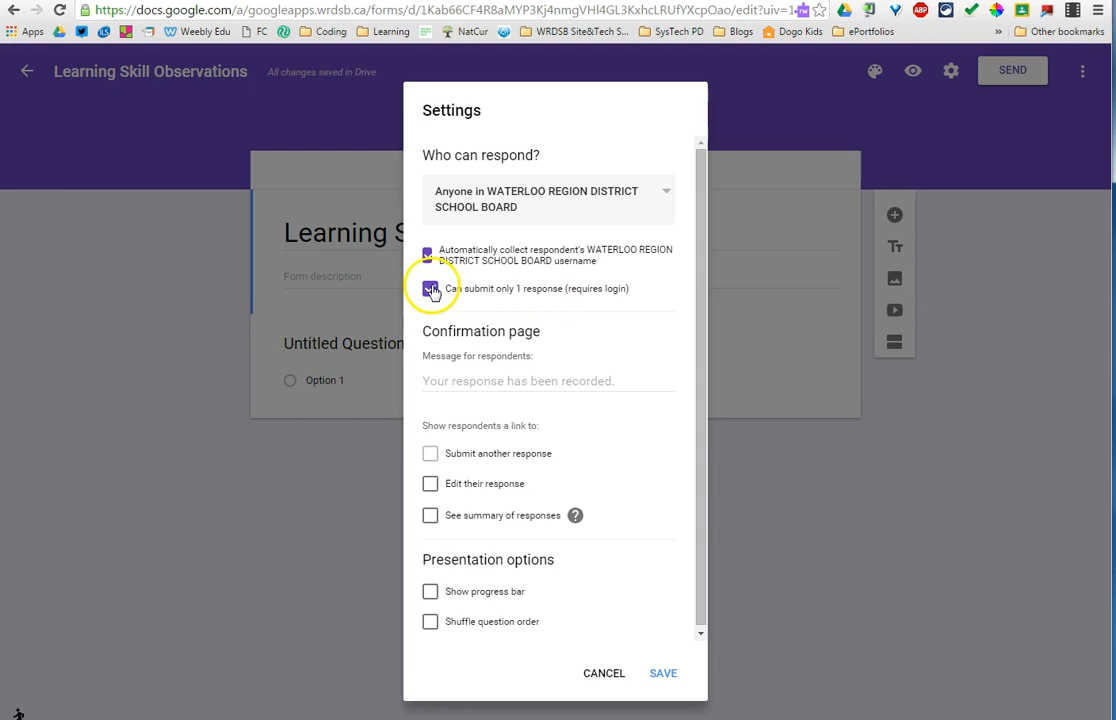 https://docs.google.com/a/googleapps.wrdsb.ca/forms/d/1Kab66CF4R8aMYP3Kj4nmgVHl4GL3KxhcLRUfYXcpOao/edit?uiv=1
Apps
Weebly Edu
FC
Coding
Learning
NatCur
WRDSB Site&Tech S...
SysTech PD
Blogs
Dogo Kids
ePortfolios
»
Other bookmarks
Learning Skill Observations
All changes saved in Drive
SEND
Settings
Who can respond?
Anyone in WATERLOO REGION DISTRICT
SCHOOL BOARD
Automatically collect respondent's WATERLOO REGION
DISTRICT SCHOOL BOARD username
Can submit only 1 response (requires login)
Learning S
Form description
Untitled Question
Option 1
Confirmation page
Message for respondents:
Your response has been recorded.
Show respondents a link to:
Submit another response
Edit their response
See summary of responses ?
Presentation options
Show progress bar
Shuffle question order
CANCEL
SAVE